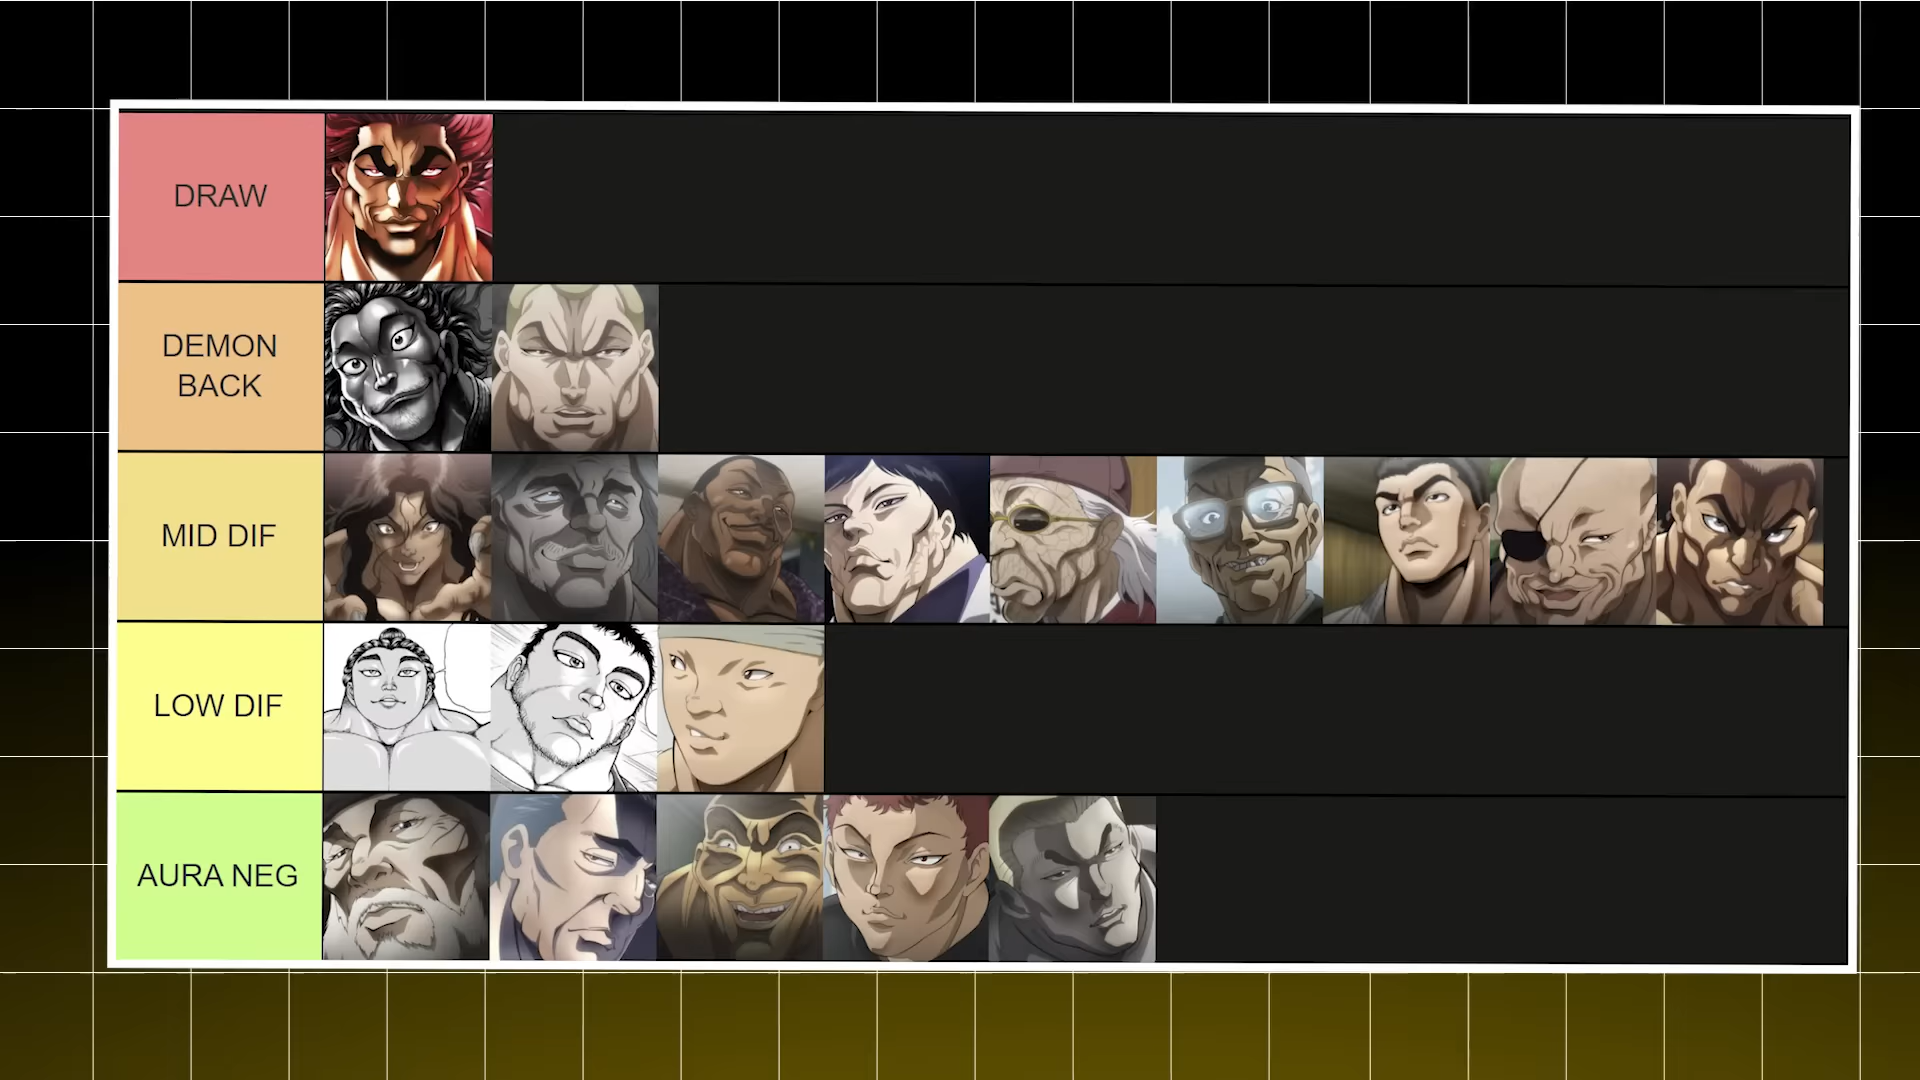 DRAW
DEMON
BACK
MID DIF
LOW DIF
AURA NEG